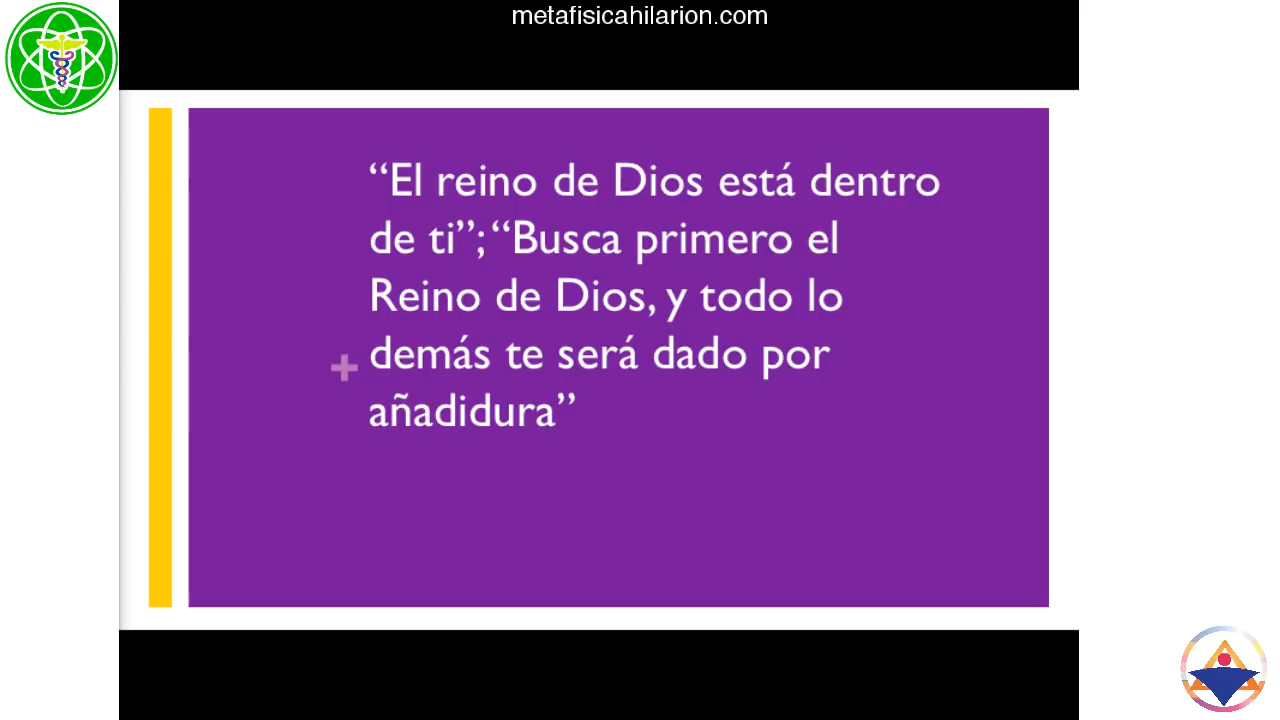 metafisicahilarion.com
“El reino de Dios está dentro
de ti”; “Busca primero el
Reino de Dios, y todo lo
demás te será dado por
añadidura”